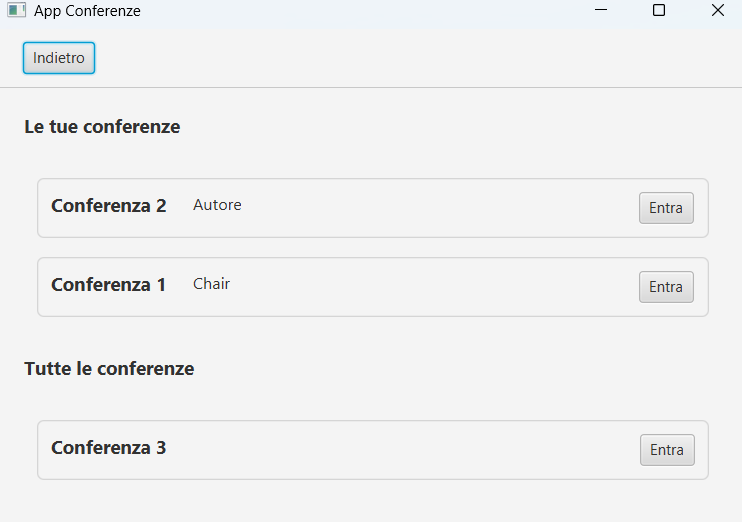 App Conferenze
Indietro
Le tue conferenze
Conferenza 2 Autore Entra
Conferenza 1 Chair Entra
Tutte le conferenze
Conferenza 3 Entra